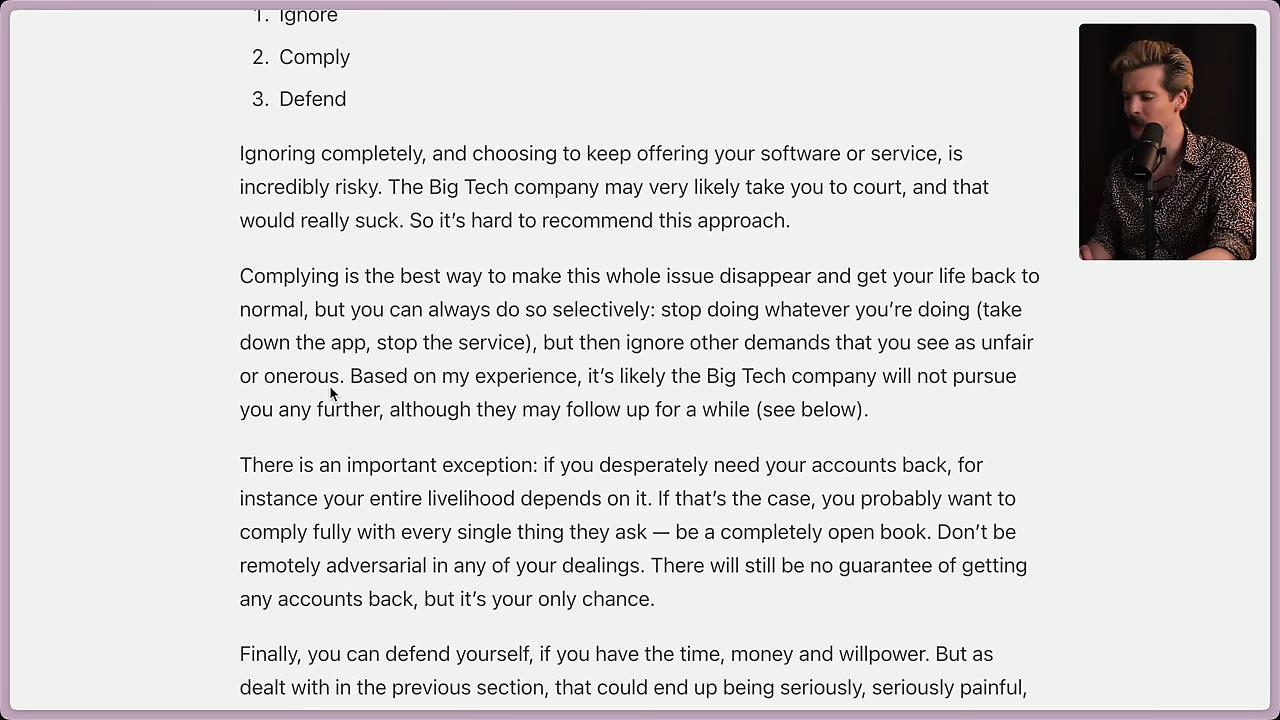 1. Ignore
2. Comply
3. Defend
Ignoring completely, and choosing to keep offering your software or service, is
incredibly risky. The Big Tech company may very likely take you to court, and that
would really suck. So it’s hard to recommend this approach.
Complying is the best way to make this whole issue disappear and get your life back to
normal, but you can always do so selectively: stop doing whatever you’re doing (take
down the app, stop the service), but then ignore other demands that you see as unfair
or onerous. Based on my experience, it’s likely the Big Tech company will not pursue
you any further, although they may follow up for a while (see below).
There is an important exception: if you desperately need your accounts back, for
instance your entire livelihood depends on it. If that’s the case, you probably want to
comply fully with every single thing they ask — be a completely open book. Don’t be
remotely adversarial in any of your dealings. There will still be no guarantee of getting
any accounts back, but it’s your only chance.
Finally, you can defend yourself, if you have the time, money and willpower. But as
dealt with in the previous section, that could end up being seriously, seriously painful,